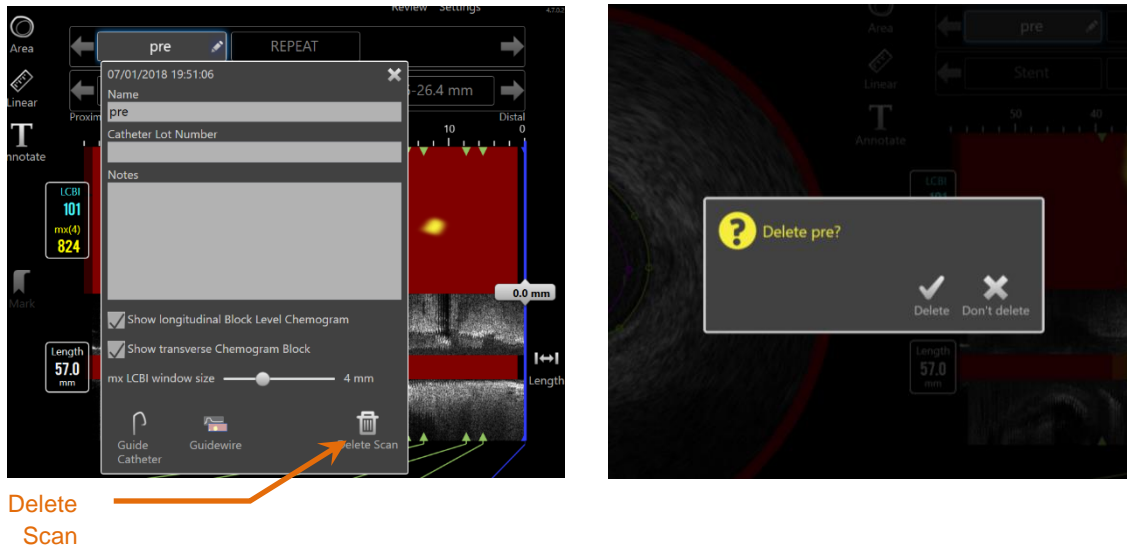 Review Settings
4.7.0.2
Area
pre
REPEAT
07/01/2018 19:51:06
Name
pre
-26.4 mm
Linear
Catheter Lot Number
Distal
10
0
Notes
LCBI
101
mx(4)
824
Mark
0.0 mm
Show longitudinal Block Level Chemogram
Show transverse Chemogram Block
Length
57.0
mm
mx LCBI window size
4 mm
Length
Guide
Catheter
Guidewire
Delete Scan
Delete
Scan
Area
pre
Linear
Stent
50
40
Annotate
LCBI
Delete pre?
Delete
Don't delete
Length
57.0
mm